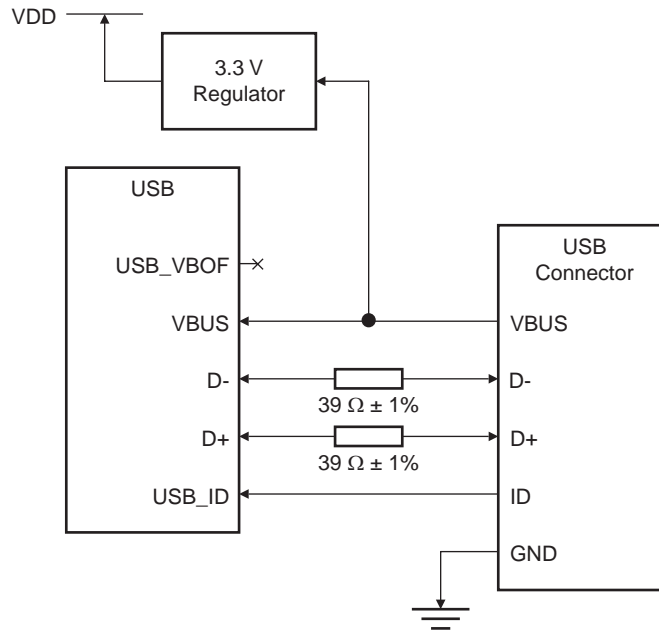 VDD
3.3 V
Regulator
USB
USB_VBOF
VBUS
D-
D+
USB_ID
39 Ω ± 1%
39 Ω ± 1%
USB
Connector
VBUS
D-
D+
ID
GND